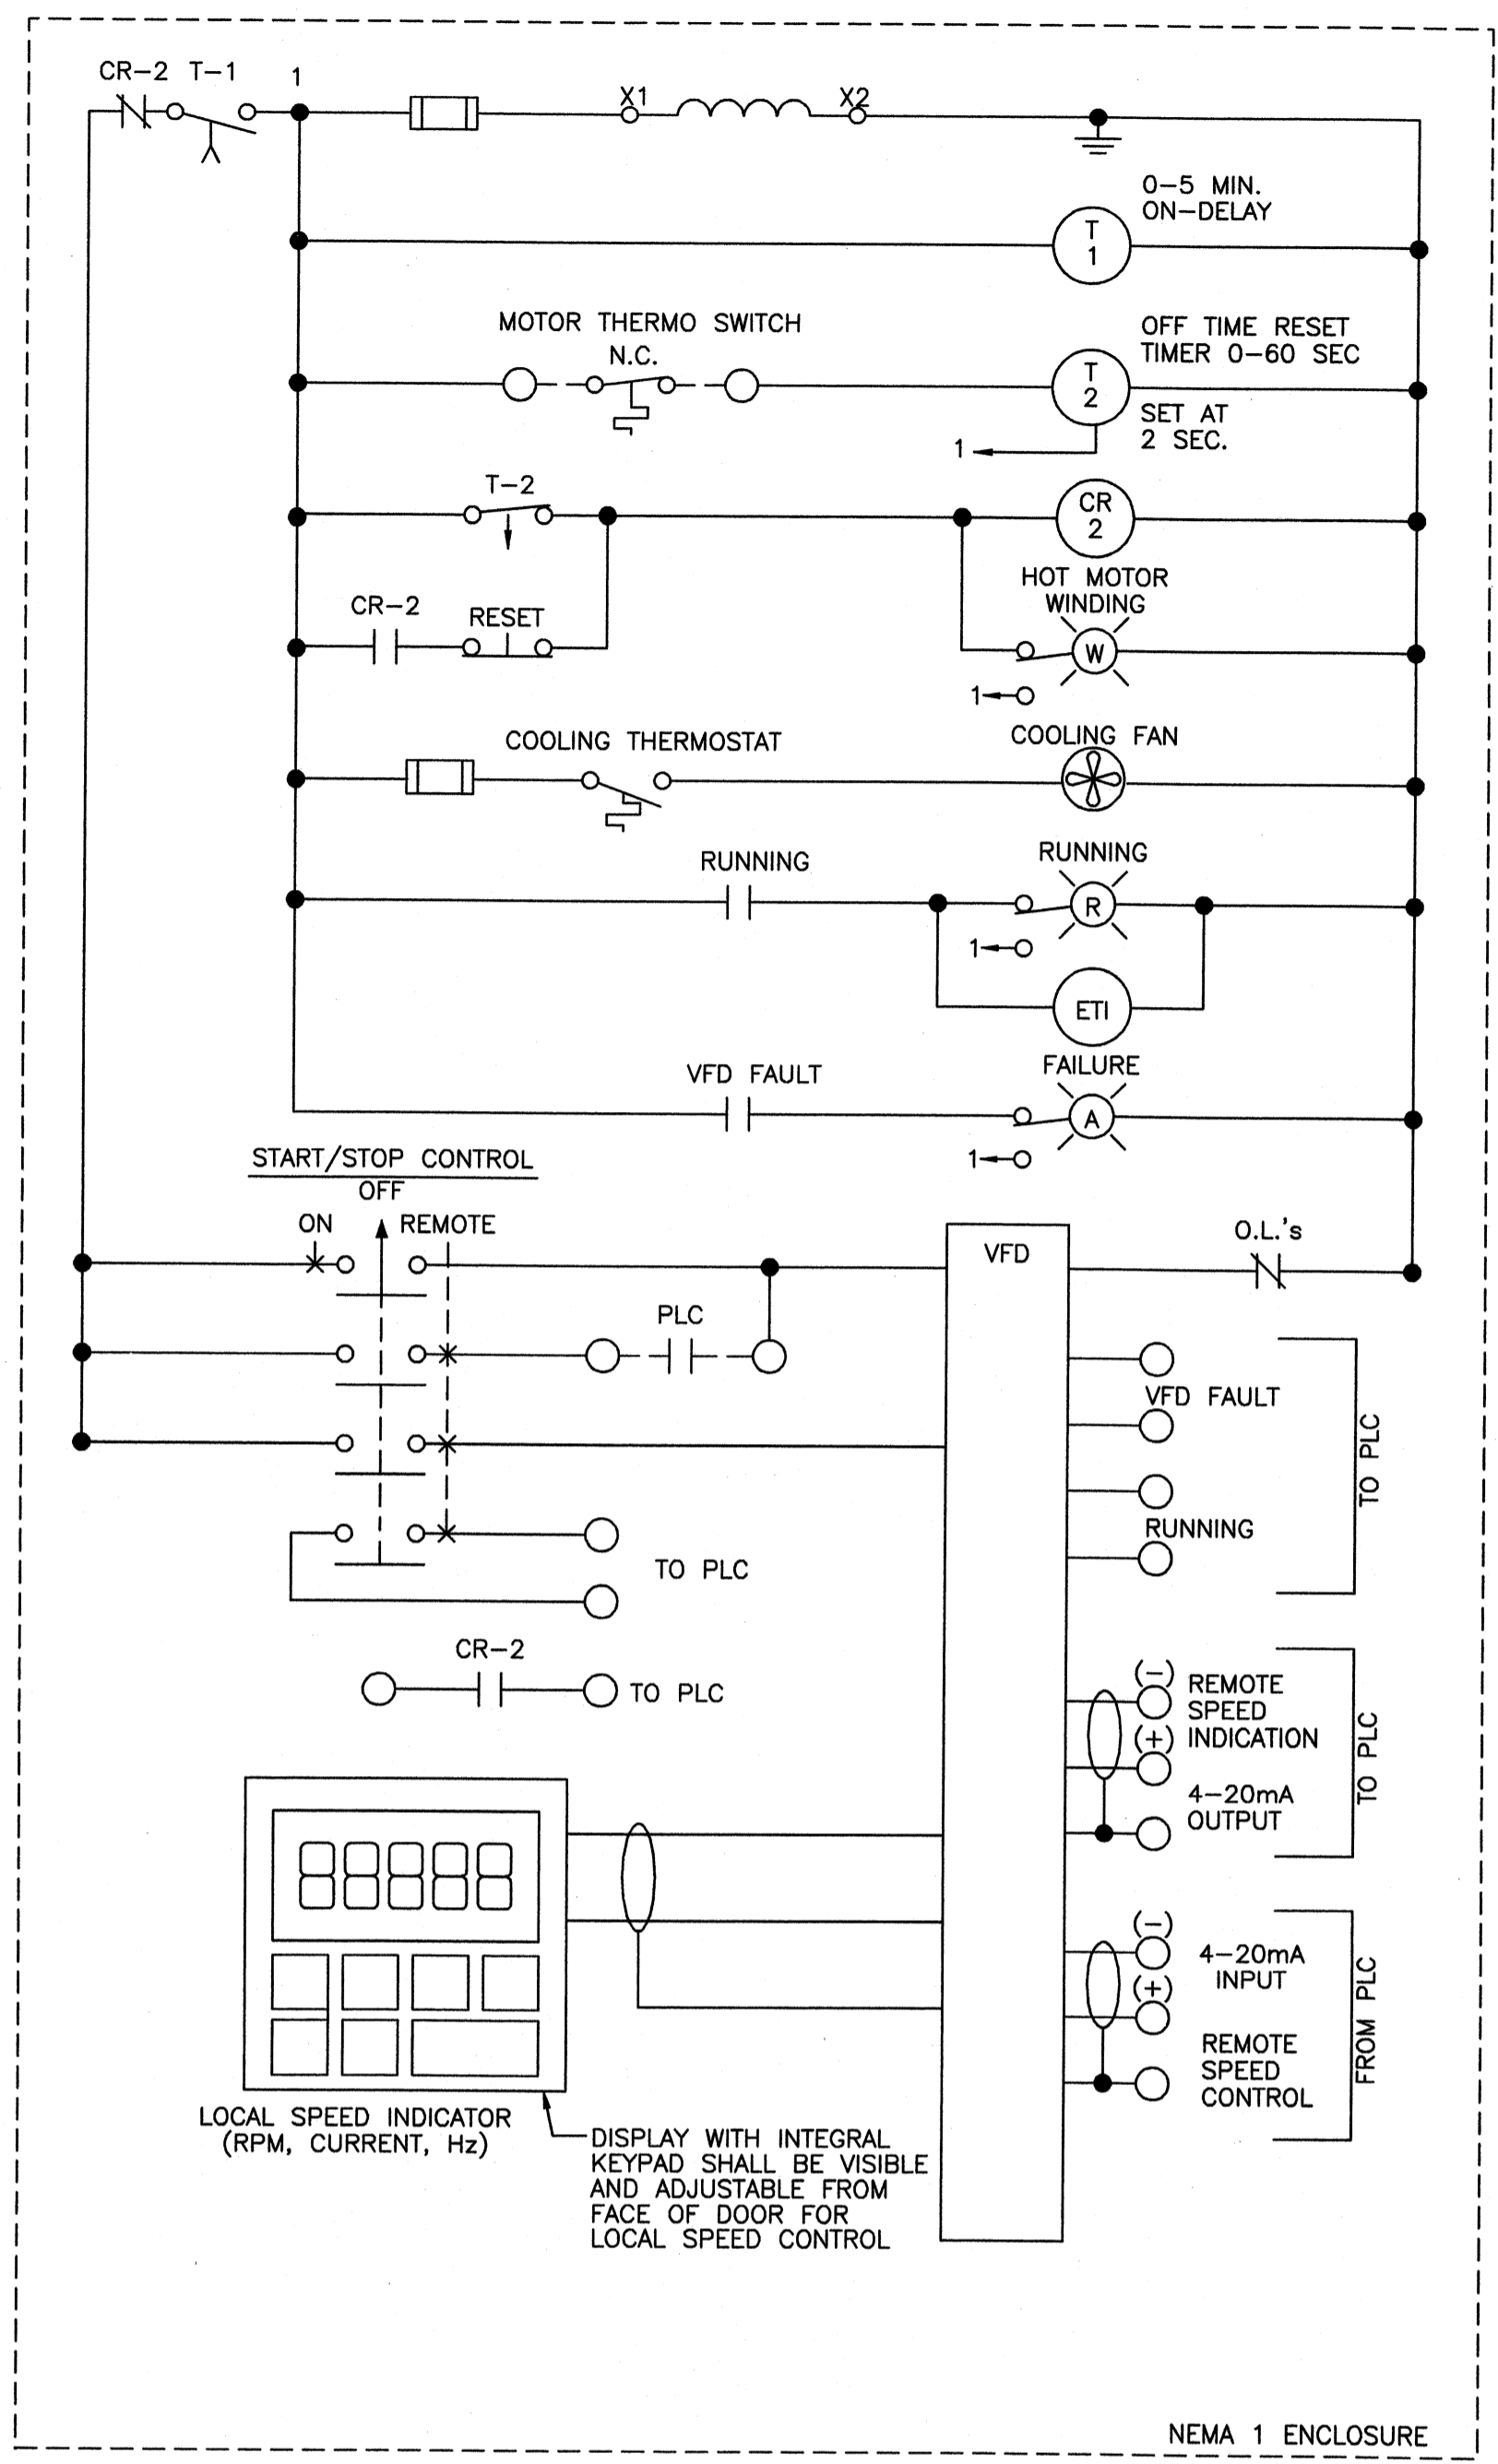 CR-2 T-1 1
X1 X2
0-5 MIN.
ON-DELAY
T
1
MOTOR THERMO SWITCH
N.C.
OFF TIME RESET
TIMER 0-60 SEC
T
2
SET AT
2 SEC.
1
T-2
CR
2
HOT MOTOR
WINDING
CR-2
RESET
W
1
COOLING THERMOSTAT
COOLING FAN
RUNNING
RUNNING
R
1
ETI
VFD FAULT
FAILURE
A
1
START/STOP CONTROL
OFF
ON REMOTE
VFD
O.L.'s
PLC
VFD FAULT
RUNNING
TO PLC
TO PLC
CR-2
TO PLC
(-)
REMOTE
SPEED
(+) INDICATION
4-20mA
OUTPUT
TO PLC
(-)
4-20mA
INPUT
(+)
REMOTE
SPEED
CONTROL
FROM PLC
LOCAL SPEED INDICATOR
(RPM, CURRENT, Hz)
DISPLAY WITH INTEGRAL
KEYPAD SHALL BE VISIBLE
AND ADJUSTABLE FROM
FACE OF DOOR FOR
LOCAL SPEED CONTROL
NEMA 1 ENCLOSURE